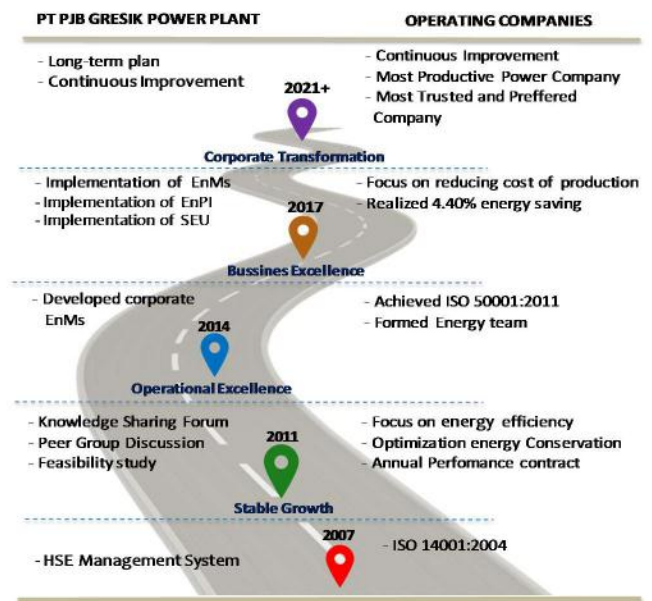 PT PJB GRESIK POWER PLANT
OPERATING COMPANIES
- Long-term plan
- Continuous Improvement
- Continuous Improvement
- Most Productive Power Company
- Most Trusted and Preffered
Company
2021+
Corporate Transformation
- Implementation of EnMs
- Implementation of EnPI
- Implementation of SEU
- Focus on reducing cost of production
- Realized 4.40% energy saving
2017
Bussines Excellence
- Developed corporate
EnMs
- Achieved ISO 50001:2011
- Formed Energy team
2014
Operational Excellence
- Knowledge Sharing Forum
- Peer Group Discussion
- Feasibility study
- Focus on energy efficiency
- Optimization energy Conservation
- Annual Perfomance contract
2011
Stable Growth
2007
- HSE Management System
- ISO 14001:2004